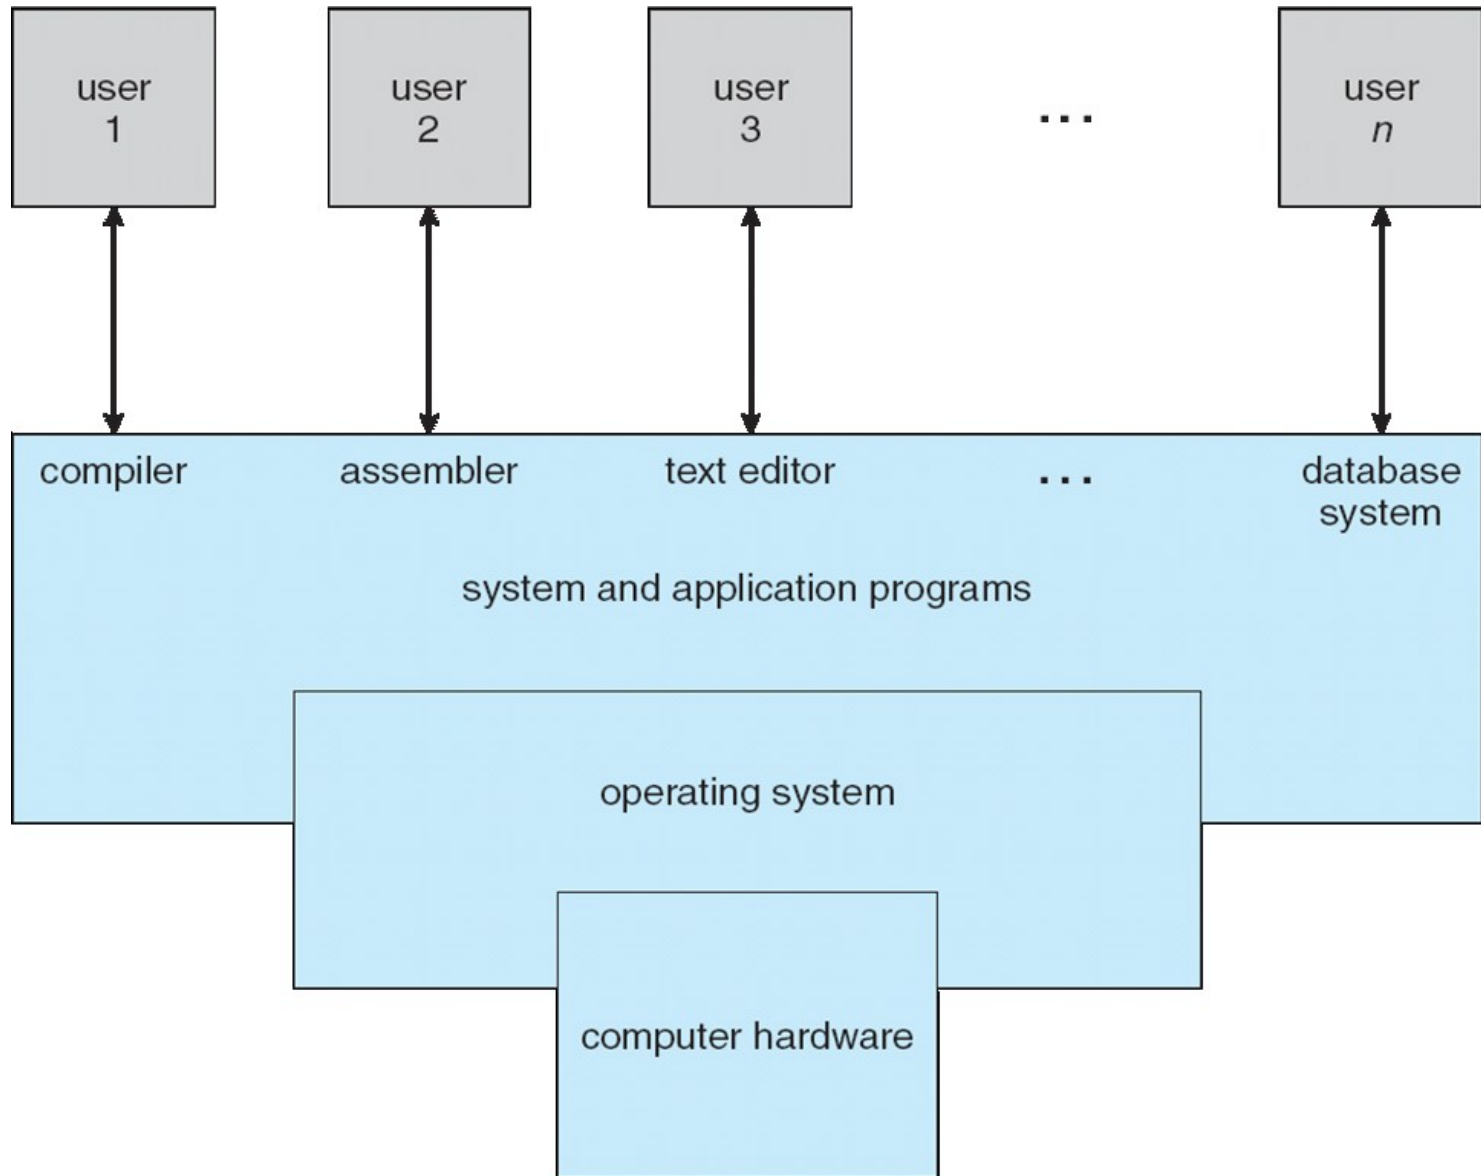 user
1
user
2
user
3
...
user
n
compiler
assembler
text editor
...
database
system
system and application programs
operating system
computer hardware